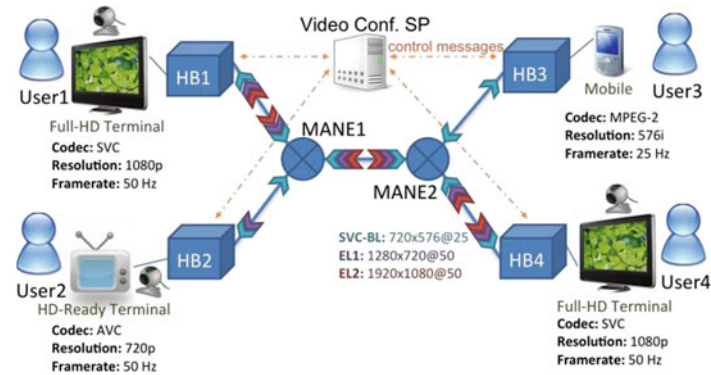 Video Conf. SP
control messages
HB1
User1
Full-HD Terminal
Codec: SVC
Resolution: 1080p
Framerate: 50 Hz
HB3
Mobile
User3
Codec: MPEG-2
Resolution: 576i
Framerate: 25 Hz
MANE1
MANE2
HB2
User2
HD-Ready Terminal
Codec: AVC
Resolution: 720p
Framerate: 50 Hz
SVC-BL: 720x576@25
EL1: 1280x720@50
EL2: 1920x1080@50
HB4
User4
Full-HD Terminal
Codec: SVC
Resolution: 1080p
Framerate: 50 Hz